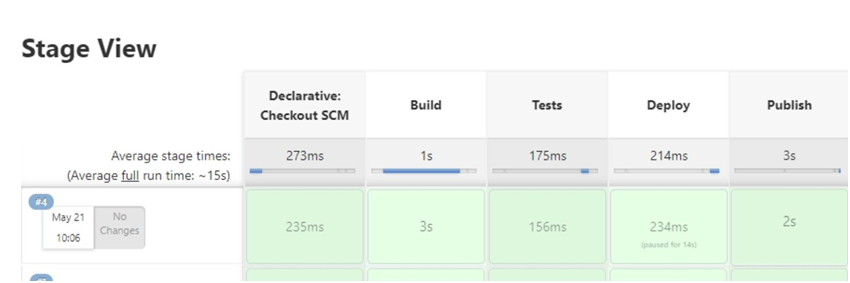 Stage View
Declarative:
Checkout SCM
Build
Tests
Deploy
Publish
Average stage times:
(Average full run time: ~15s)
273ms
1s
175ms
214ms
3s
#4
May 21
10:06
No
Changes
235ms
3s
156ms
234ms
(paused for 14s)
2s